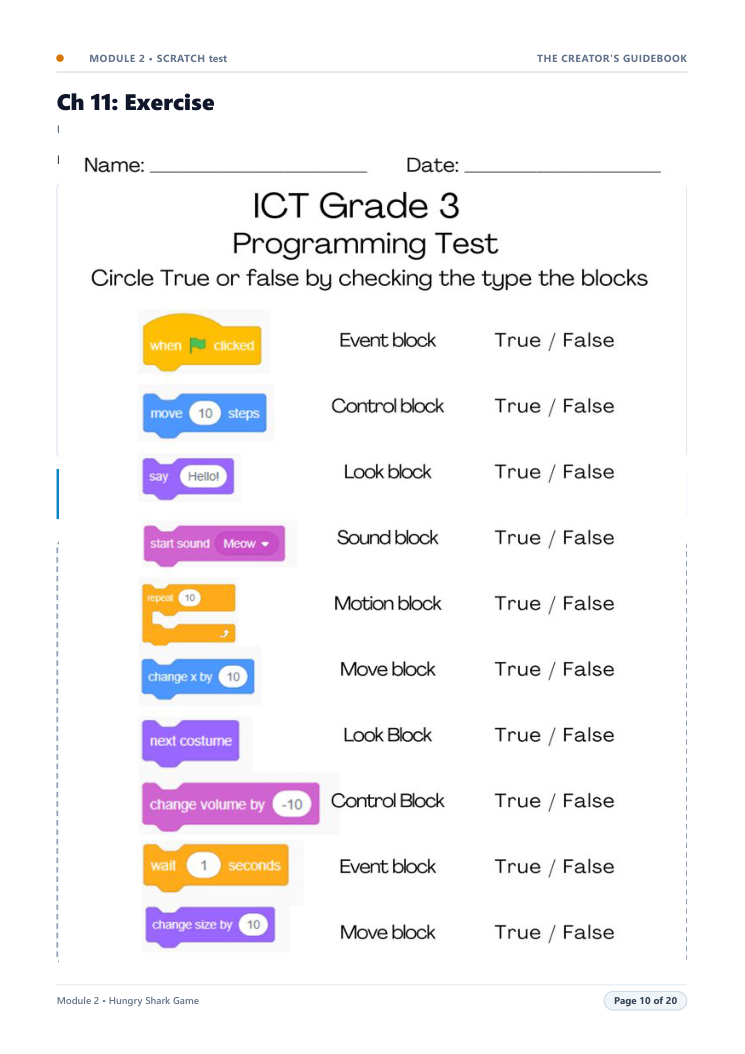 MODULE 2 • SCRATCH test THE CREATOR'S GUIDEBOOK
Ch 11: Exercise
Name: ____________________ Date: ____________________
ICT Grade 3
Programming Test
Circle True or false by checking the type the blocks
when clicked Event block True / False
move 10 steps Control block True / False
say Hello! Look block True / False
start sound Meow Sound block True / False
repeat 10 Motion block True / False
change x by 10 Move block True / False
next costume Look Block True / False
change volume by -10 Control Block True / False
wait 1 seconds Event block True / False
change size by 10 Move block True / False
Module 2 • Hungry Shark Game Page 10 of 20